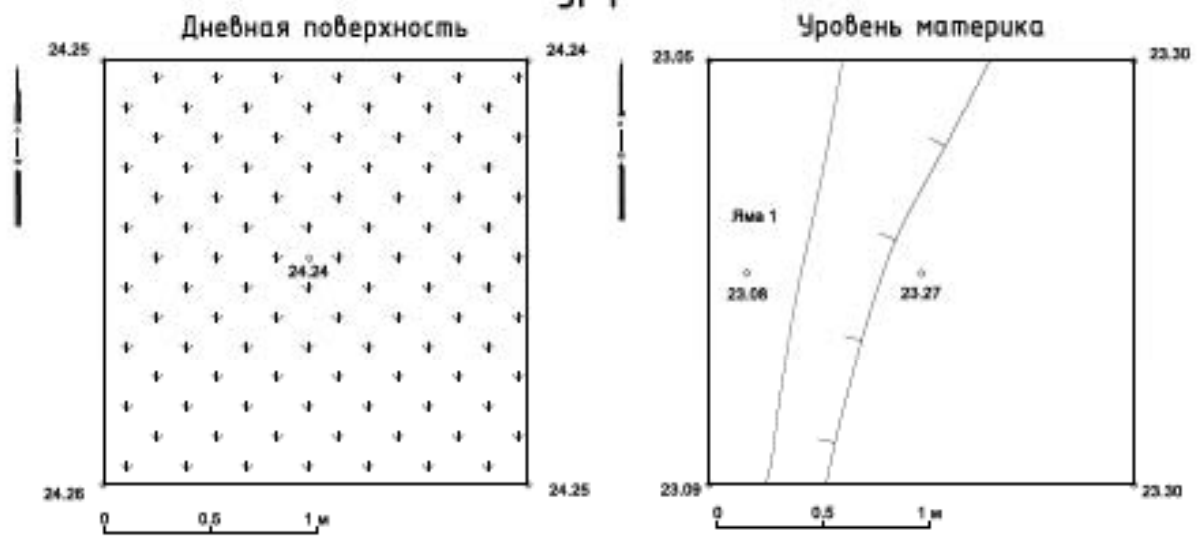 Дневная поверхность
24.25
24.24
24.24
24.26
24.25
0 0,5 1 м
Уровень материка
23.05
23.30
Яма 1
23.08
23.27
23.09
23.30
0 0,5 1 м